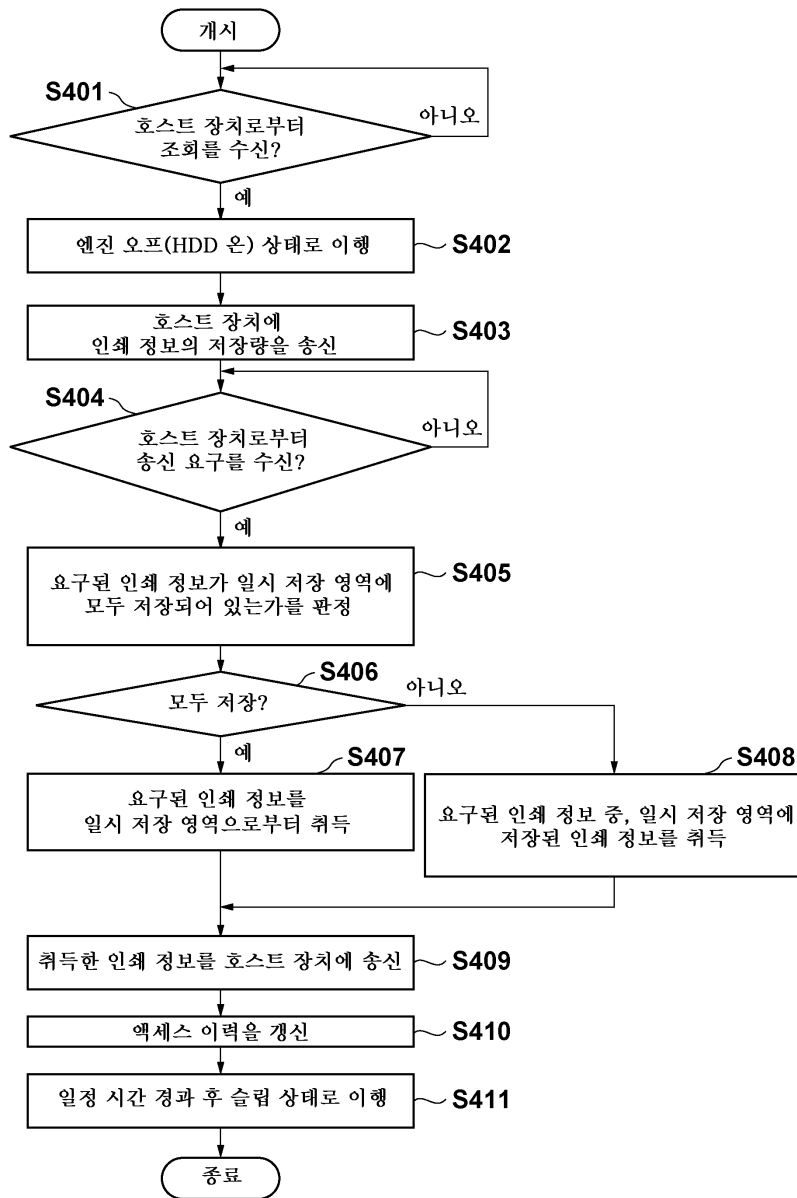 개시
S401
호스트 장치로부터
조회를 수신?
아니오
예
엔진 오프(HDD 온) 상태로 이행
S402
호스트 장치에
인쇄 정보의 저장량을 송신
S403
S404
호스트 장치로부터
송신 요구를 수신?
아니오
예
요구된 인쇄 정보가 일시 저장 영역에
모두 저장되어 있는가를 판정
S405
S406
모두 저장?
아니오
예
S407
요구된 인쇄 정보를
일시 저장 영역으로부터 취득
S408
요구된 인쇄 정보 중, 일시 저장 영역에
저장된 인쇄 정보를 취득
취득한 인쇄 정보를 호스트 장치에 송신
S409
액세스 이력을 갱신
S410
일정 시간 경과 후 슬립 상태로 이행
S411
종료